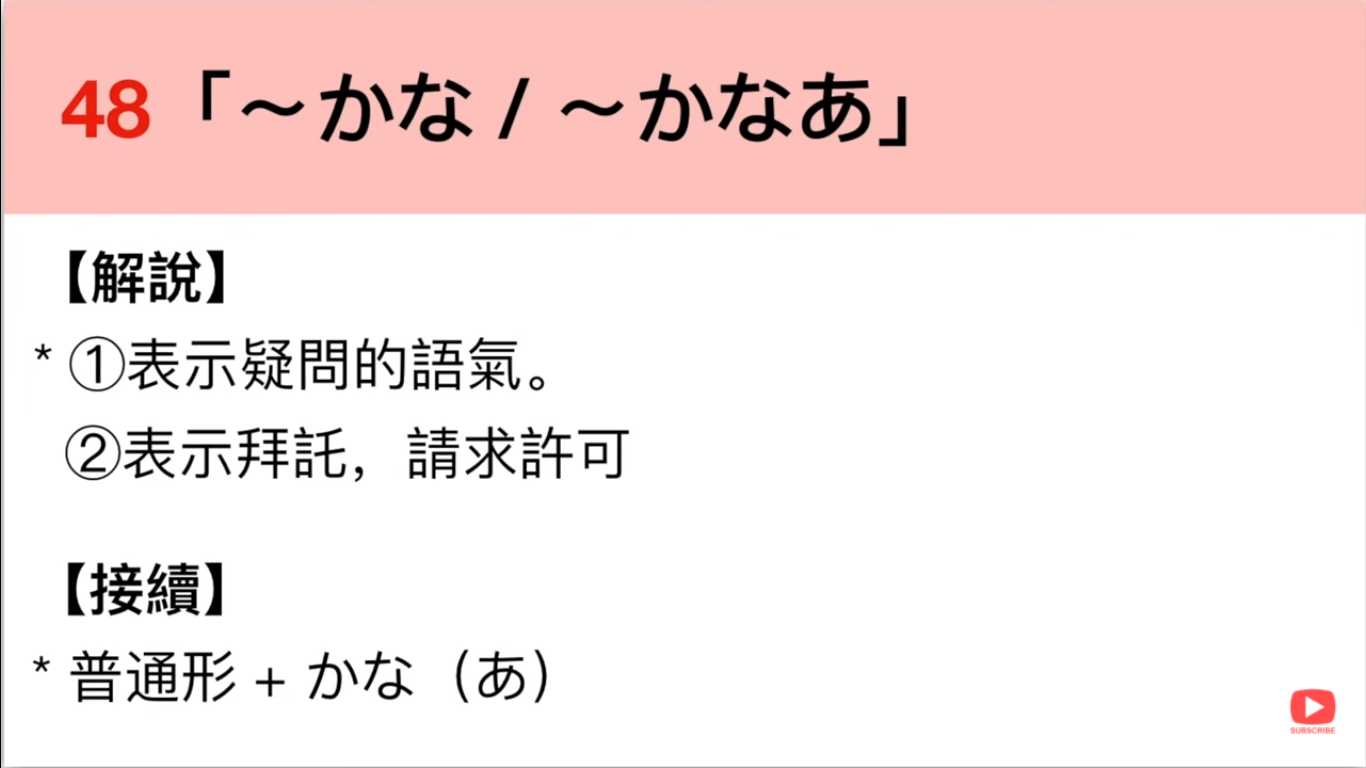 48「～かな / ～かなあ」
【解說】
* ①表示疑問的語氣。
②表示拜託，請求許可
【接續】
* 普通形 + かな（あ）
SUBSCRIBE